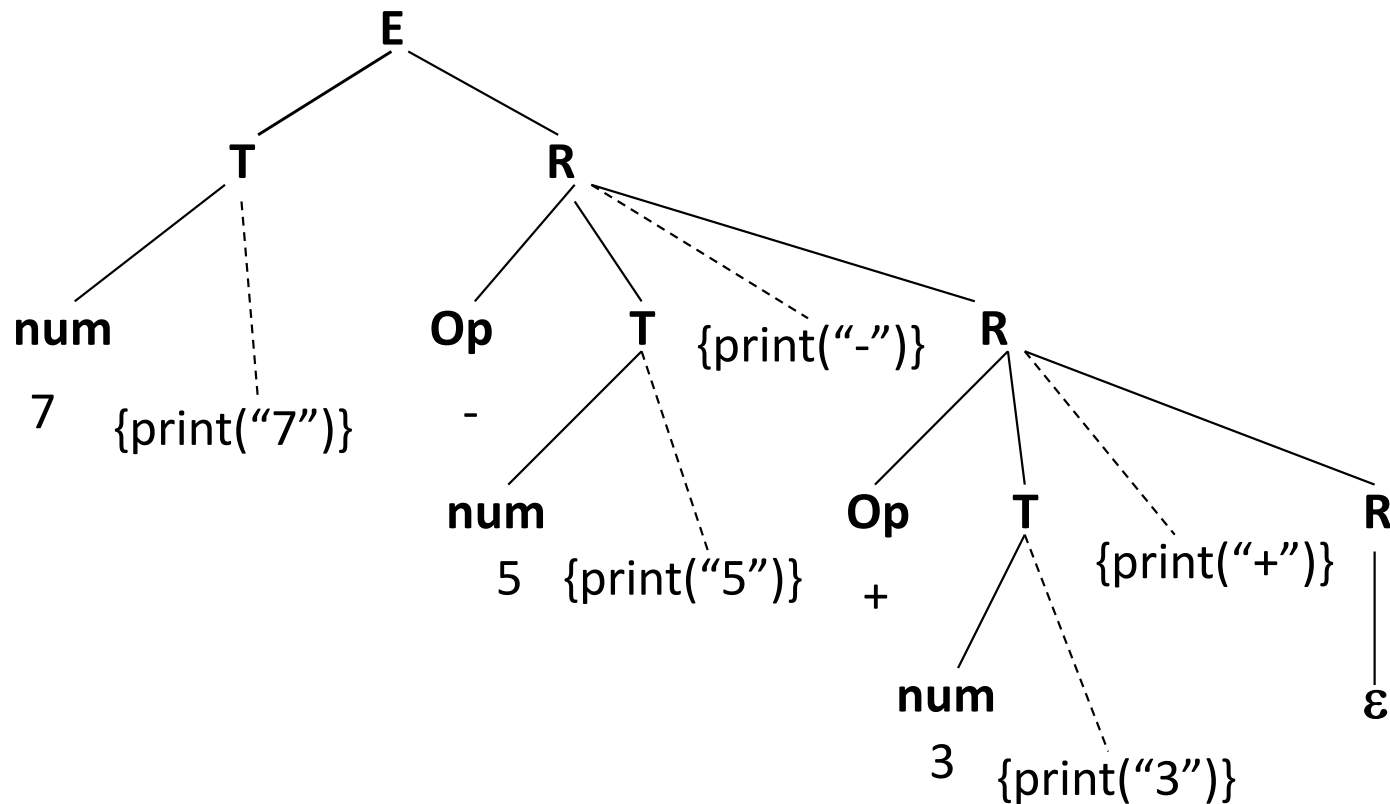 E
T R
num Op T {print(“-”)} R
7 {print(“7”)} -
num Op T {print(“+”)} R
5 {print(“5”)} +
num ε
3 {print(“3”)}